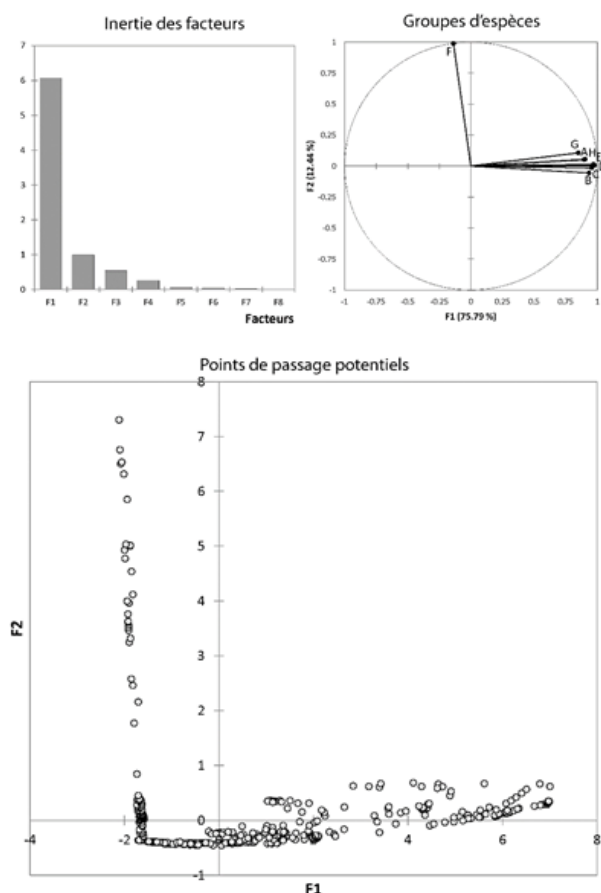 Inertie des facteurs
7
6
5
4
3
2
1
0
F1 F2 F3 F4 F5 F6 F7 F8
Facteurs
Groupes d'espèces
1
0.75
0.5
0.25
0
-0.25
-0.5
-0.75
-1
F2 (12.44 %)
F
G
AH
B
C
-1 -0.75 -0.5 -0.25 0 0.25 0.5 0.75 1
F1 (75.79 %)
Points de passage potentiels
8
7
6
5
4
3
2
1
0
-1
F2
-4 -2 0 2 4 6 8
F1